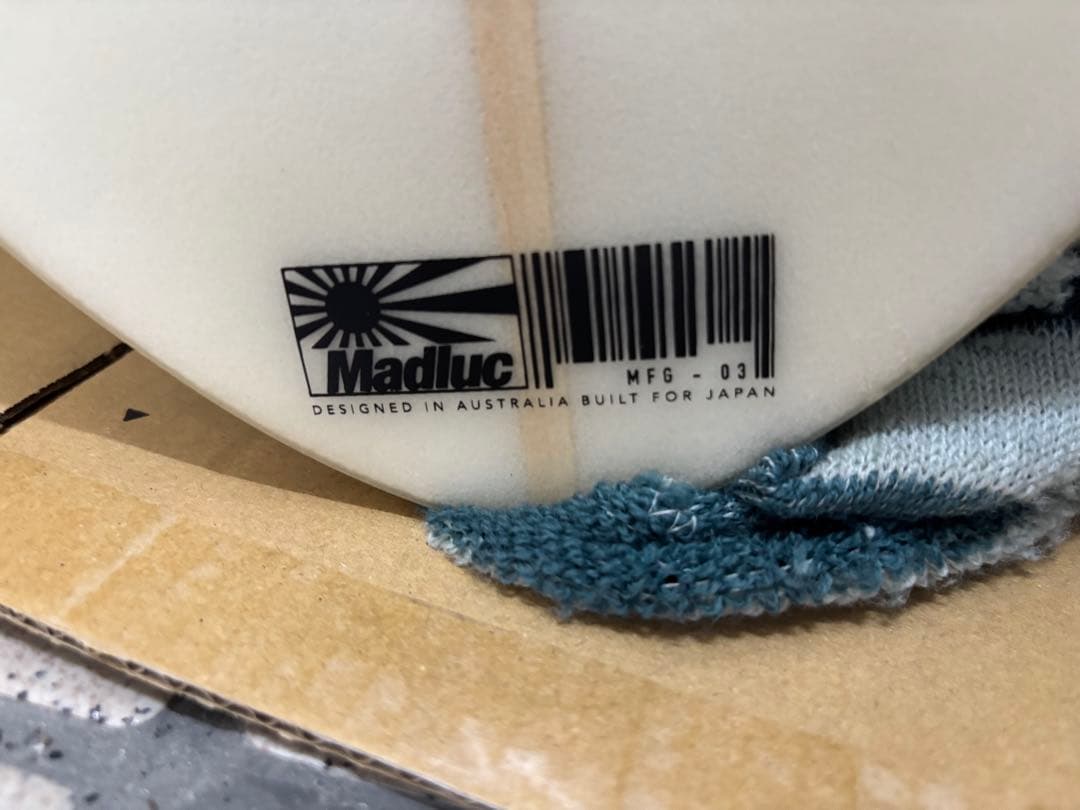 Madluc
MFG - 03
DESIGNED IN AUSTRALIA BUILT FOR JAPAN